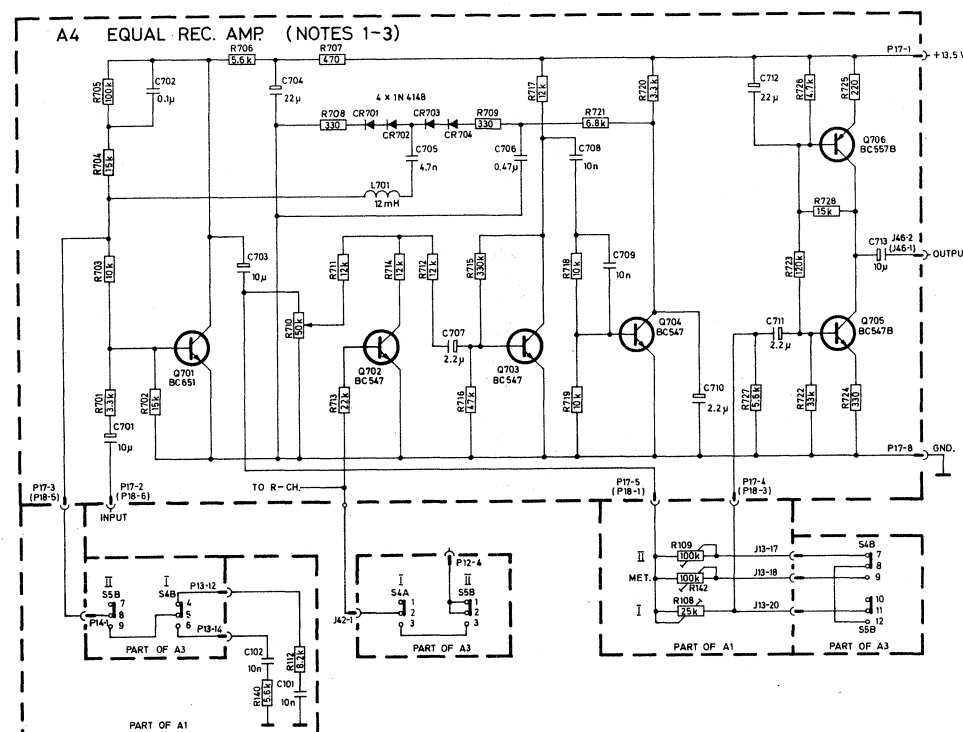 A4 EQUAL REC. AMP. (NOTES 1-3)
R706
5.6k
R707
470
P17-1
+13.5 V
R705
100k
C702
0.1µ
C704
22µ
4 × 1N 414B
R708
330
CR701
CR702
CR703
CR704
R709
330
R717
12k
R720
3.3k
R721
6.8k
C712
22µ
R726
4.7k
R725
220
Q706
BC557B
R704
15k
C705
4.7n
C706
0.47µ
C708
10n
L701
12mH
R728
15k
C713
10µ
J46-2
(J46-1)
OUTPU
R703
10k
C703
10µ
R711
12k
R714
12k
R712
12k
R715
330k
R718
10k
C709
10n
R723
120k
R710
50k
Q701
BC651
Q702
BC547
C707
2.2µ
Q703
BC547
Q704
BC547
C711
2.2µ
Q705
BC547B
R701
3.3k
R702
15k
R713
22k
R716
47k
R719
10k
C710
2.2µ
R727
5.6k
R722
33k
R724
330
C701
10µ
P17-8
GND.
TO R-CH.
P17-3
(P18-5)
P17-2
(P18-6)
INPUT
P17-5
(P18-1)
P17-4
(P18-3)
II
S5B
7
8
9
I
S4B
4
5
6
P13-12
P13-14
P14-1
PART OF A3
C102
10n
R140
5.6k
R112
8.2k
C101
10n
PART OF A1
P12-4
I
S4A
1
2
3
II
S5B
1
2
3
J42-1
PART OF A3
R109
II
100k
J13-17
MET.
100k
R142
J13-18
R108
I
25k
J13-20
PART OF A1
S4B
7
8
9
10
11
12
S5B
PART OF A3